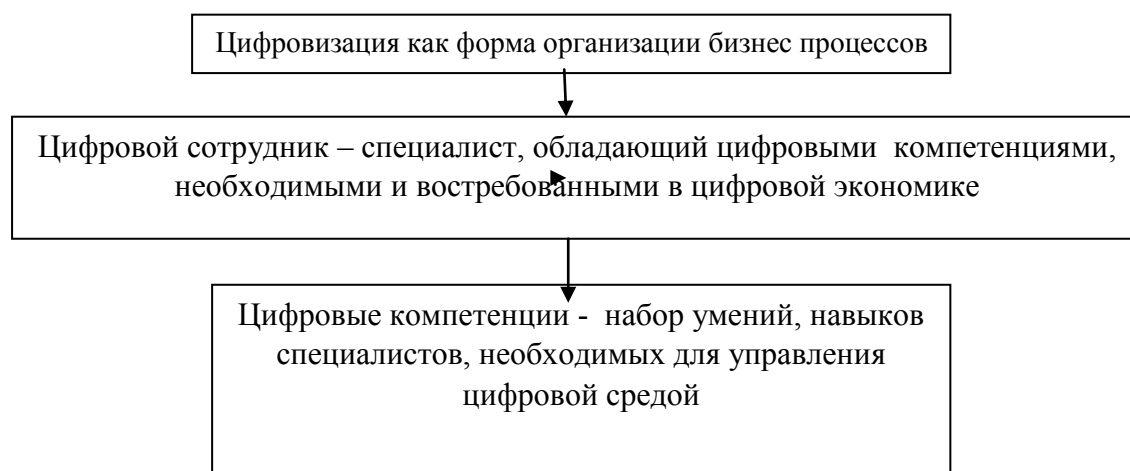 Цифровизация как форма организации бизнес процессов
Цифровой сотрудник – специалист, обладающий цифровыми компетенциями,
необходимыми и востребованными в цифровой экономике
Цифровые компетенции - набор умений, навыков
специалистов, необходимых для управления
цифровой средой